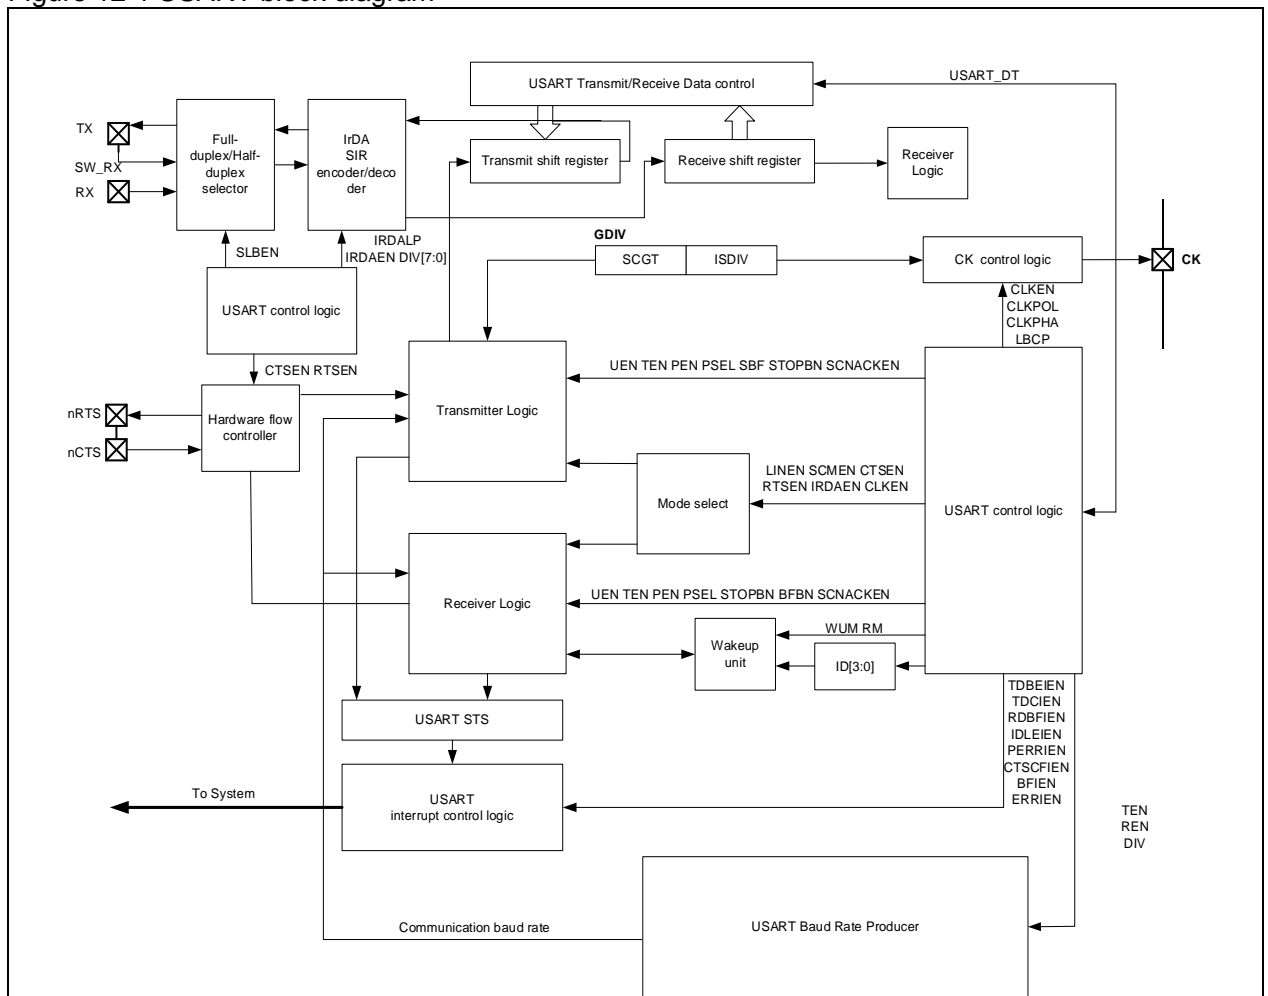 Figure 12-1 USART block diagram
USART Transmit/Receive Data control
USART_DT
TX
SW_RX
RX
Full-
duplex/Half-
duplex
selector
IrDA
SIR
encoder/deco
der
Transmit shift register
Receive shift register
Receiver
Logic
SLBEN
IRDALP
IRDAEN DIV[7:0]
GDIV
SCGT
ISDIV
CK control logic
CK
USART control logic
CLKEN
CLKPOL
CLKPHA
LBCP
CTSEN RTSEN
UEN TEN PEN PSEL SBF STOPBN SCNACKEN
nRTS
nCTS
Hardware flow
controller
Transmitter Logic
LINEN SCMEN CTSEN
RTSEN IRDAEN CLKEN
Mode select
USART control logic
UEN TEN PEN PSEL STOPBN BFBN SCNACKEN
Receiver Logic
WUM RM
Wakeup
unit
ID[3:0]
USART STS
TDBEIEN
TDCIEN
RDBFIEN
IDLEIEN
PERRIEN
CTSCFIEN
BFIEN
ERRIEN
To System
USART
interrupt control logic
TEN
REN
DIV
Communication baud rate
USART Baud Rate Producer